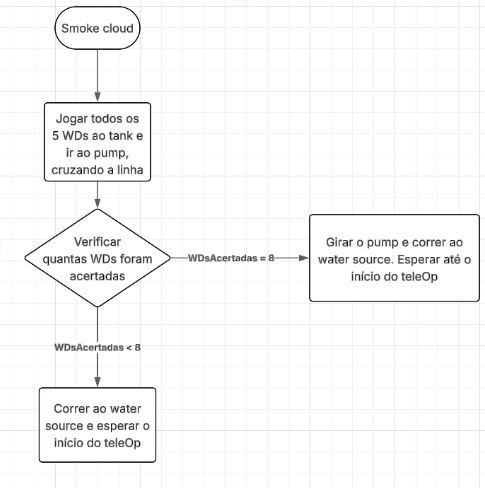 Smoke cloud
Jogar todos os
5 WDs ao tank e
ir ao pump,
cruzando a linha
Verificar
quantas WDs foram
acertadas
WDsAcertadas = 8
Girar o pump e correr ao
water source. Esperar até o
início do teleOp
WDsAcertadas < 8
Correr ao water
source e esperar o
início do teleOp